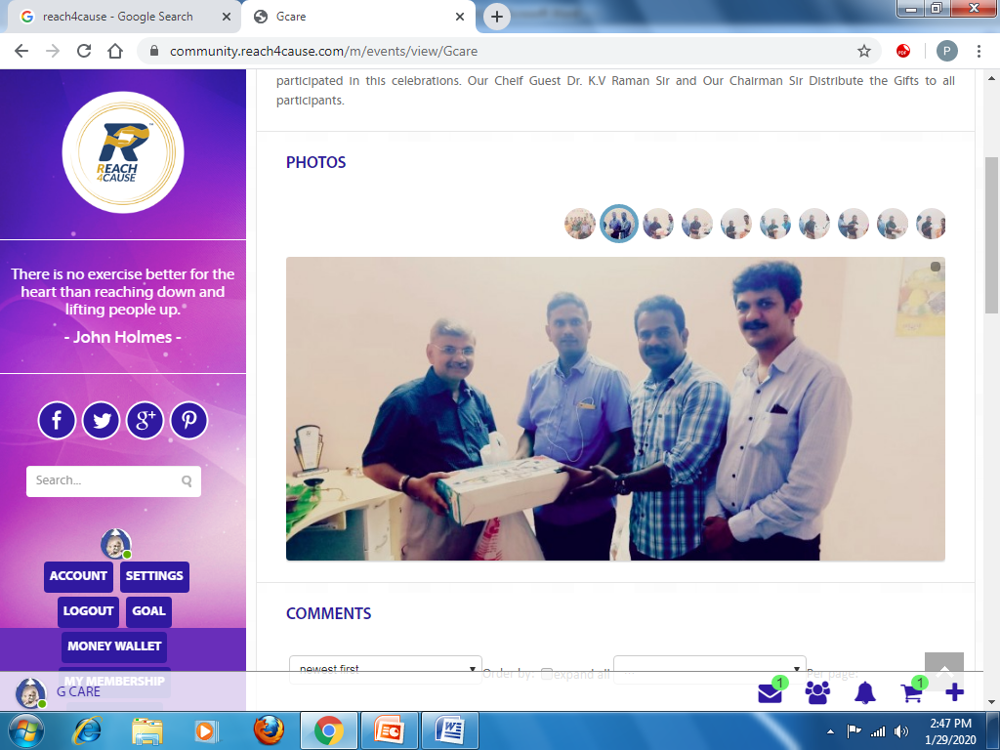 reach4cause - Google Search
Gcare
community.reach4cause.com/m/events/view/Gcare
P
REACH
4CAUSE
There is no exercise better for the
heart than reaching down and
lifting people up."
- John Holmes -
Search...
ACCOUNT SETTINGS
LOGOUT GOAL
MONEY WALLET
MY MEMBERSHIP
G CARE
participated in this celebrations. Our Cheif Guest Dr. K.V Raman Sir and Our Chairman Sir Distribute the Gifts to all
participants.
PHOTOS
COMMENTS
newest first Order by: expand all ... Per page:
1 1
2:47 PM
1/29/2020